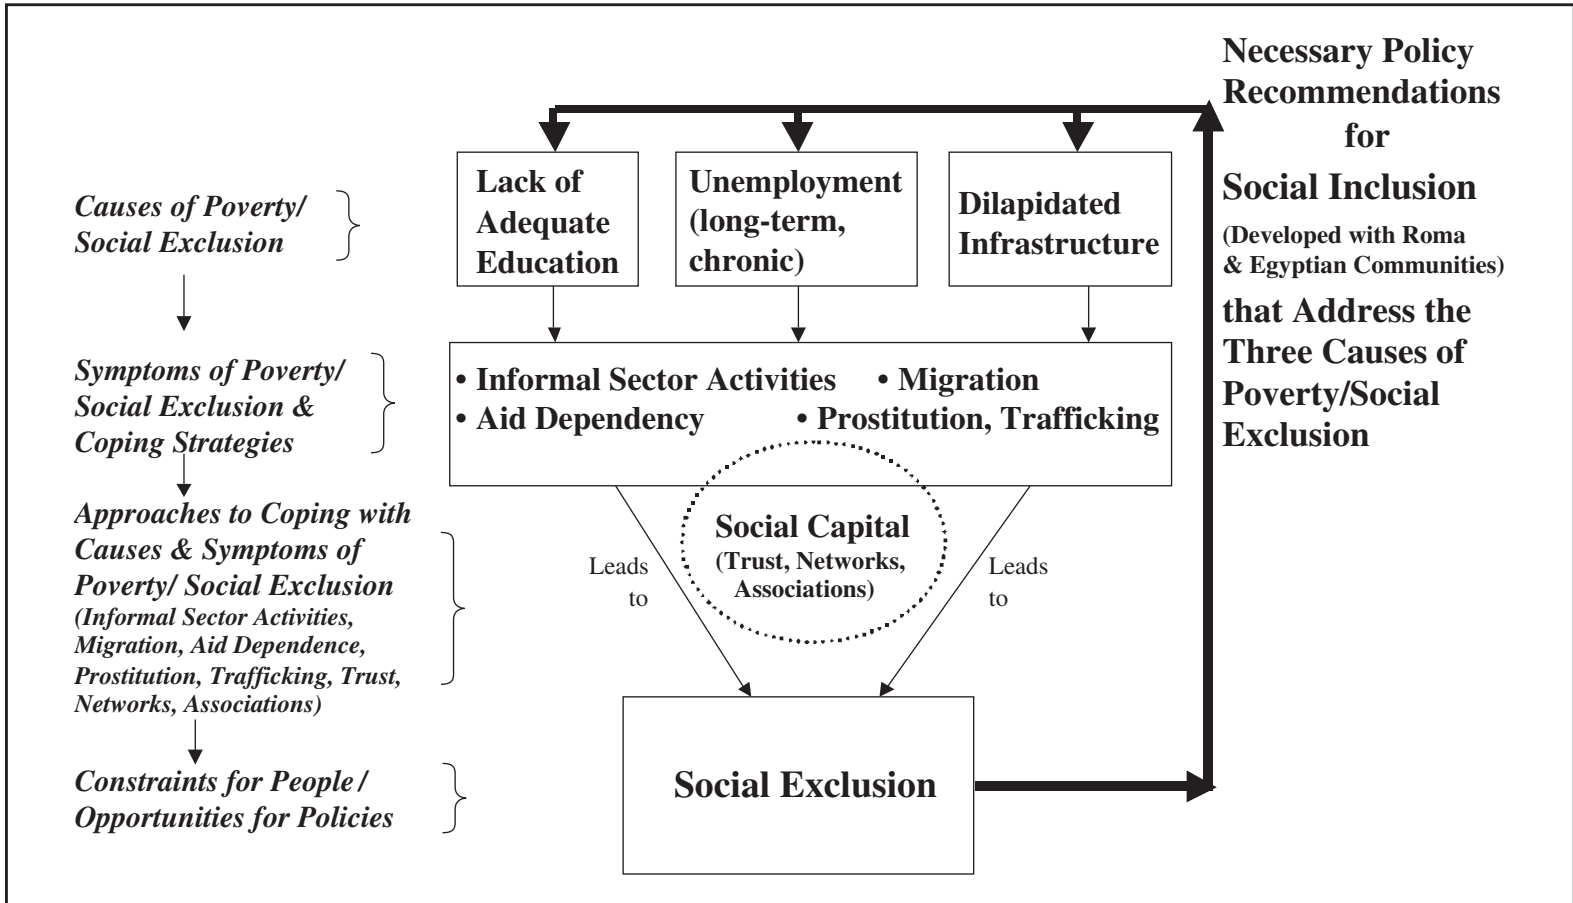 Necessary Policy
Recommendations
for
Social Inclusion
(Developed with Roma
& Egyptian Communities)
that Address the
Three Causes of
Poverty/Social
Exclusion
Causes of Poverty/
Social Exclusion
Lack of
Adequate
Education
Unemployment
(long-term,
chronic)
Dilapidated
Infrastructure
Symptoms of Poverty/
Social Exclusion &
Coping Strategies
• Informal Sector Activities • Migration
• Aid Dependency • Prostitution, Trafficking
Approaches to Coping with
Causes & Symptoms of
Poverty/ Social Exclusion
(Informal Sector Activities,
Migration, Aid Dependence,
Prostitution, Trafficking, Trust,
Networks, Associations)
Social Capital
(Trust, Networks,
Associations)
Leads
to
Leads
to
Constraints for People /
Opportunities for Policies
Social Exclusion